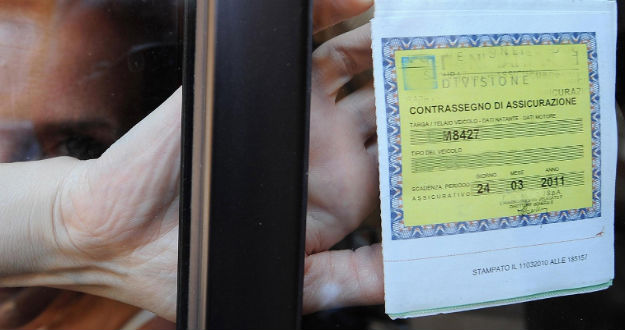 DIVISIONE
CONTRASSEGNO DI ASSICURAZIONE
TARGA / TELAIO VEICOLO - DATI NATANTE - DATI MOTORE
M8427
TIPO DEL VEICOLO
GIORNO MESE ANNO
SCADENZA PERIODO
ASSICURATIVO
24 03 2011
S.p.A.
STAMPATO IL 11032010 ALLE 185157